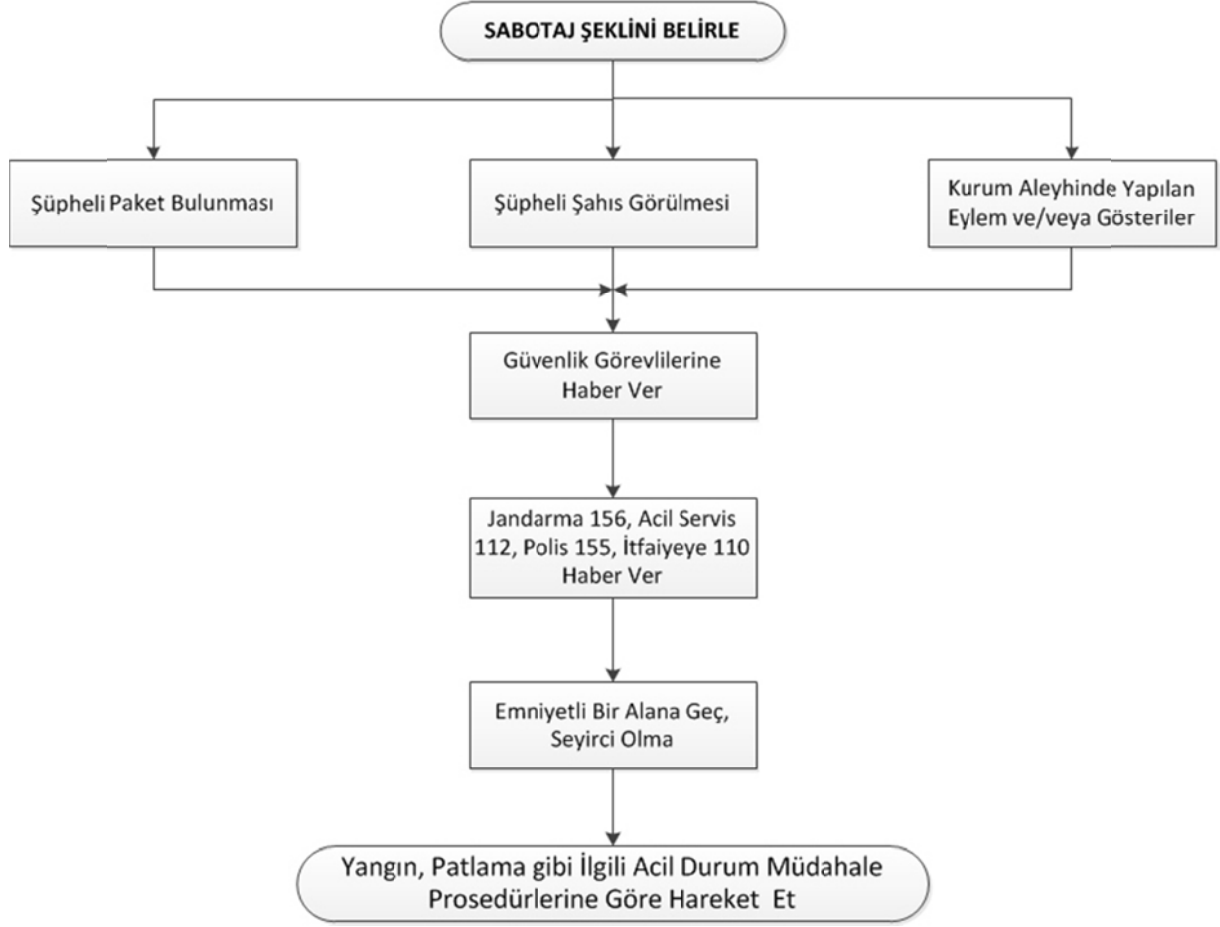 SABOTAJ ŞEKLİNİ BELİRLE
Şüpheli Paket Bulunması
Şüpheli Şahıs Görülmesi
Kurum Aleyhinde Yapılan
Eylem ve/veya Gösteriler
Güvenlik Görevlilerine
Haber Ver
Jandarma 156, Acil Servis
112, Polis 155, İtfaiyeye 110
Haber Ver
Emniyetli Bir Alana Geç,
Seyirci Olma
Yangın, Patlama gibi İlgili Acil Durum Müdahale
Prosedürlerine Göre Hareket Et